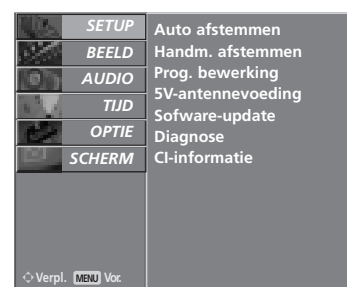 SETUP
BEELD
AUDIO
TIJD
OPTIE
SCHERM
Auto afstemmen
Handm. afstemmen
Prog. bewerking
5V-antennevoeding
Sofware-update
Diagnose
CI-informatie
Verpl. MENU Vor.